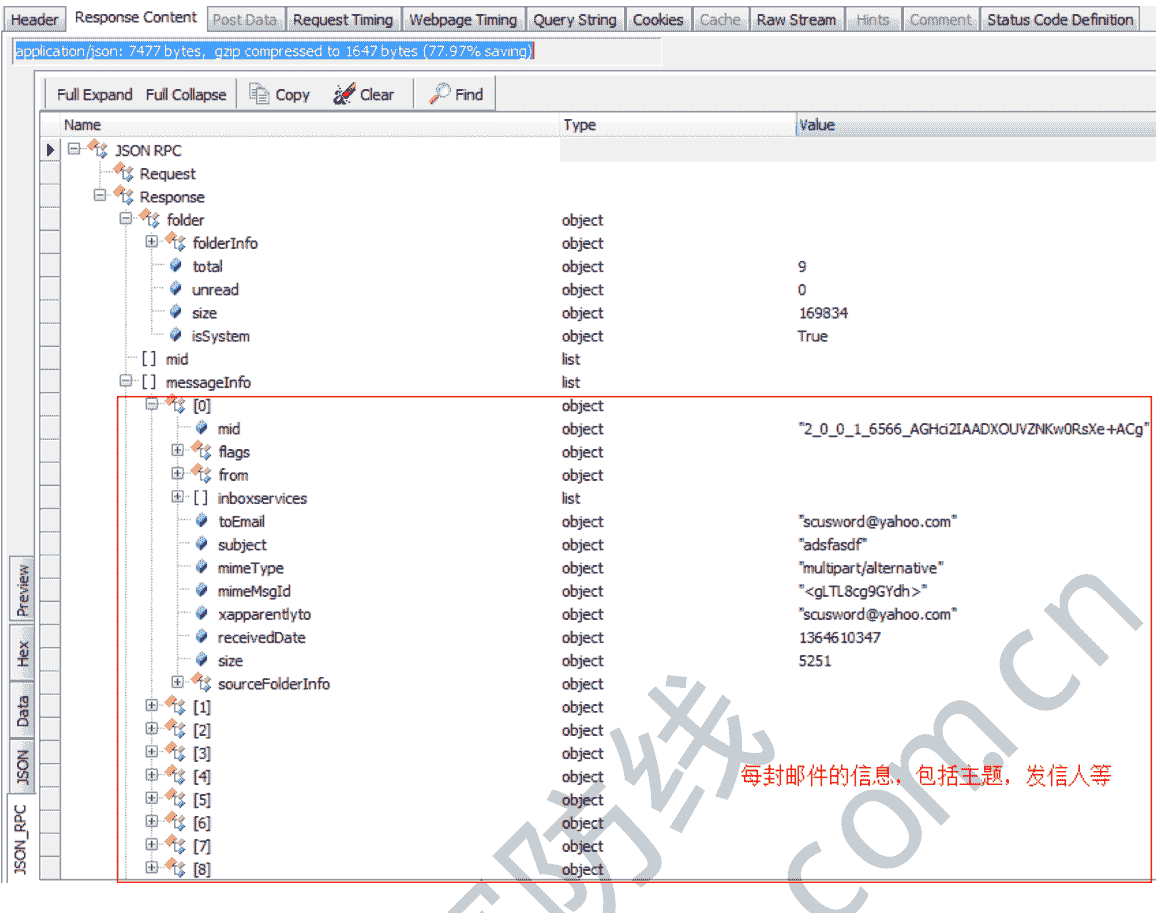 Header Response Content Post Data Request Timing Webpage Timing Query String Cookies Cache Raw Stream Hints Comment Status Code Definition
application/json: 7477 bytes, gzip compressed to 1647 bytes (77.97% saving)
Full Expand Full Collapse Copy Clear Find
Name Type Value
JSON RPC
Request
Response
folder object
folderInfo object
total object 9
unread object 0
size object 169834
isSystem object True
[ ] mid list
[ ] messageInfo list
[0] object
mid object "2_0_0_1_6566_AGHci2IAADXOUVZNKw0RsXe+ACg"
flags object
from object
[ ] inboxservices list
toEmail object "scusword@yahoo.com"
subject object "adsfasdf"
mimeType object "multipart/alternative"
mimeMsgId object "<gLTL8cg9GYdh>"
xapparentlyto object "scusword@yahoo.com"
receivedDate object 1364610347
size object 5251
sourceFolderInfo object
[1] object
[2] object
[3] object
[4] object
[5] object
[6] object
[7] object
[8] object
每封邮件的信息，包括主题，发信人等
Preview
Hex
Data
JSON
JSON_RPC
防线
com.cn